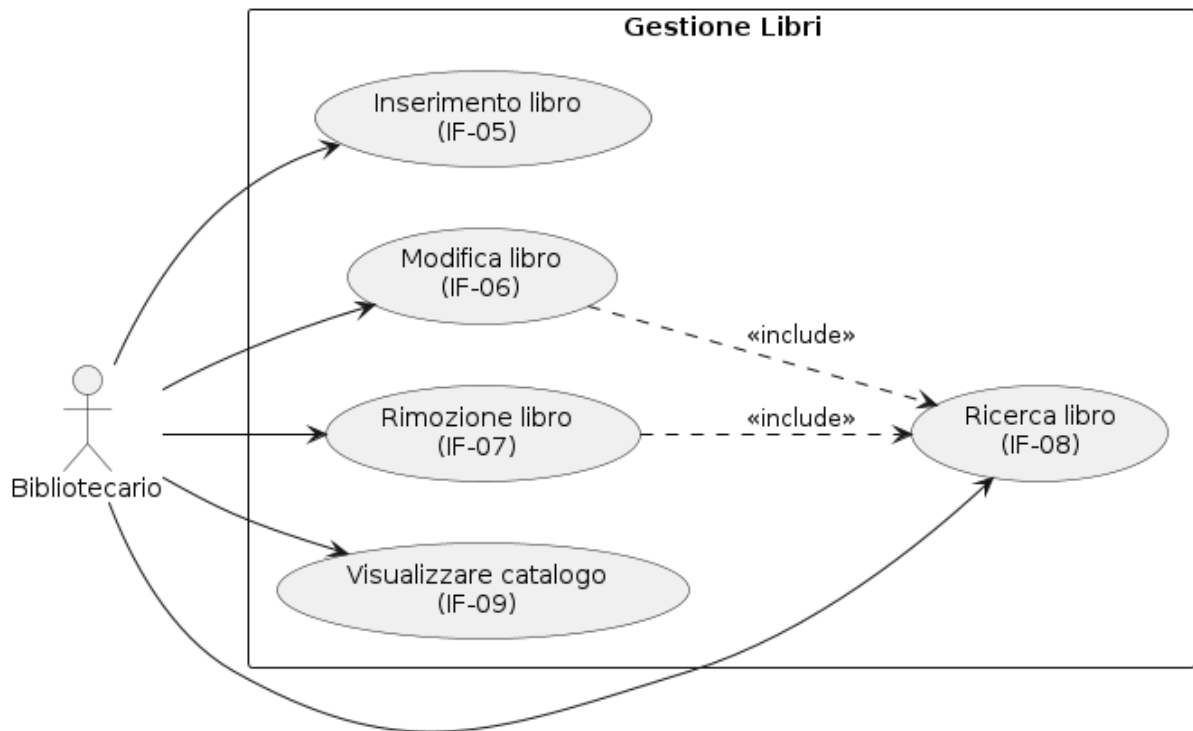 Gestione Libri
Inserimento libro
(IF-05)
Modifica libro
(IF-06)
«include»
Rimozione libro
(IF-07)
«include»
Ricerca libro
(IF-08)
Bibliotecario
Visualizzare catalogo
(IF-09)